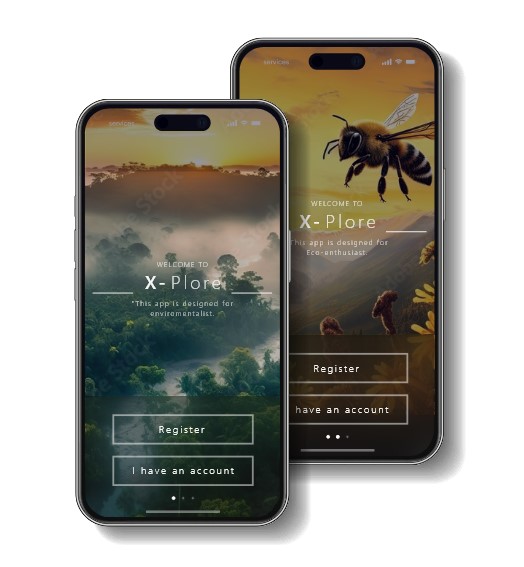 services
WELCOME TO
X-Plore
This app is designed for
Eco-enthusiast.
Register
have an account
WELCOME TO
X-Plore
"This app is designed for
enviromentalist.
Register
I have an account